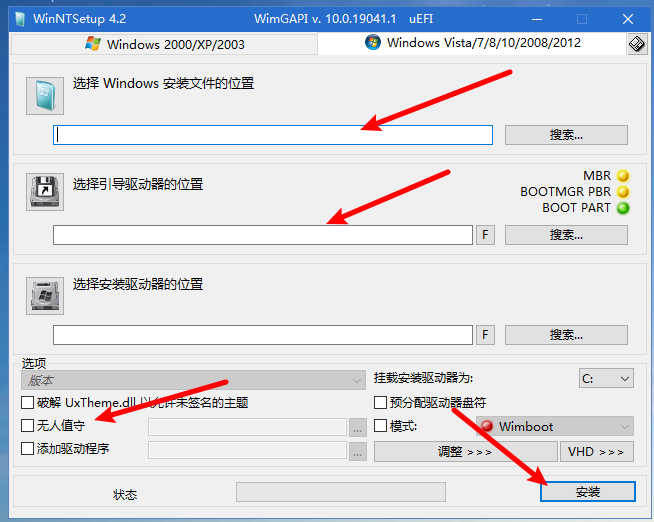 WinNTSetup 4.2 WimGAPI v. 10.0.19041.1 uEFI
Windows 2000/XP/2003 Windows Vista/7/8/10/2008/2012
选择 Windows 安装文件的位置
搜索...
选择引导驱动器的位置
MBR
BOOTMGR PBR
BOOT PART
F 搜索...
选择安装驱动器的位置
F 搜索...
选项
版本 挂载安装驱动器为: C:
破解 UxTheme.dll 以允许未签名的主题 预分配驱动器盘符
无人值守 ... 模式: Wimboot
添加驱动程序 ... 调整 >>> VHD >>>
状态 安装